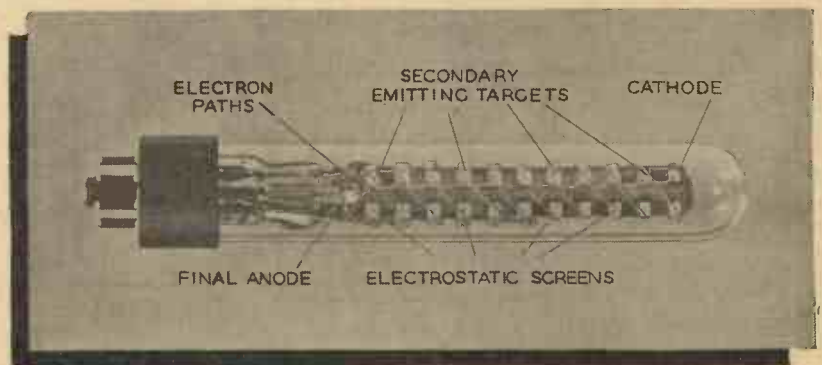 ELECTRON
PATHS
SECONDARY
EMITTING TARGETS
CATHODE
FINAL ANODE
ELECTROSTATIC SCREENS